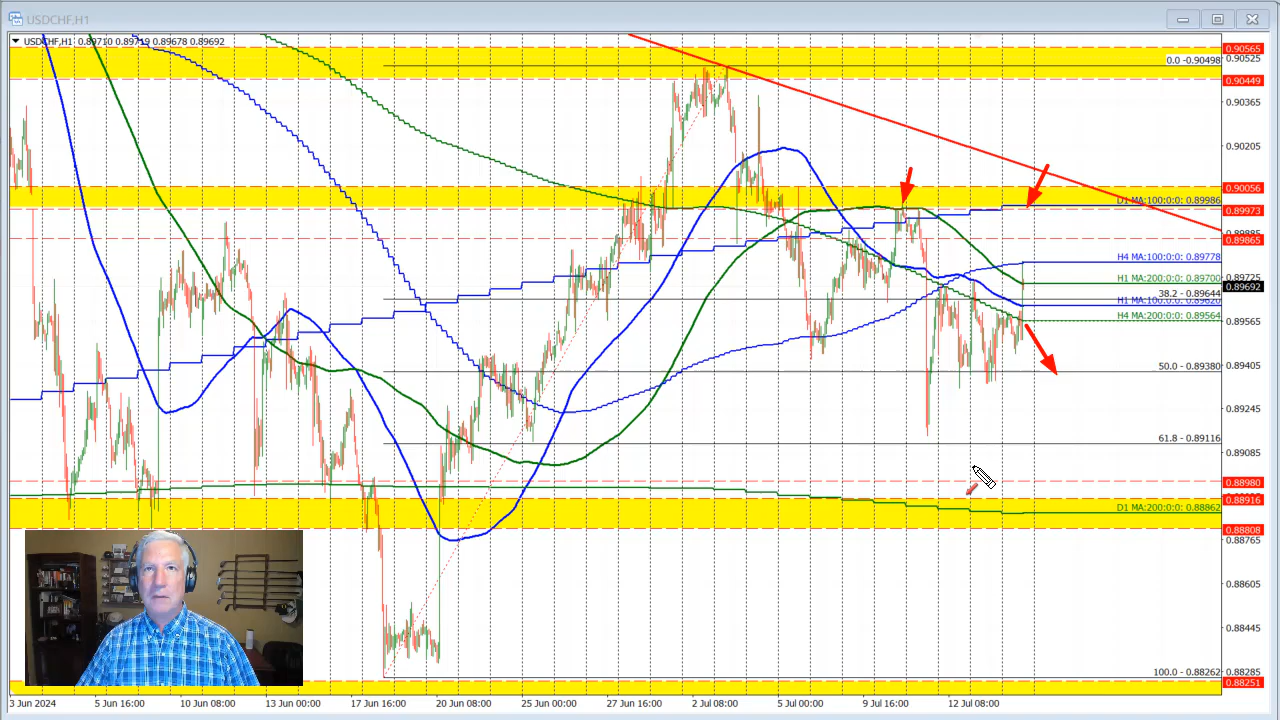 USDCHF,H1
USDCHF,H1 0.89710 0.89719 0.89678 0.89692
0.90565
0.0 -0.90498
0.90525
0.90449
0.90365
0.90205
0.90056
D1 MA:100:0:0: 0.89986
0.89973
0.89865
H4 MA:100:0:0: 0.89778
H1 MA:200:0:0: 0.89700
0.89725
0.89692
38.2 - 0.89644
H1 MA:100:0:0: 0.89620
H4 MA:200:0:0: 0.89564
0.89565
50.0 - 0.89380
0.89405
0.89245
61.8 - 0.89116
0.89085
0.88980
0.88916
D1 MA:200:0:0: 0.88862
0.88808
0.88765
0.88605
0.88445
100.0 - 0.88262
0.88285
0.88251
3 Jun 2024 5 Jun 16:00 10 Jun 08:00 13 Jun 00:00 17 Jun 16:00 20 Jun 08:00 25 Jun 00:00 27 Jun 16:00 2 Jul 08:00 5 Jul 00:00 9 Jul 16:00 12 Jul 08:00